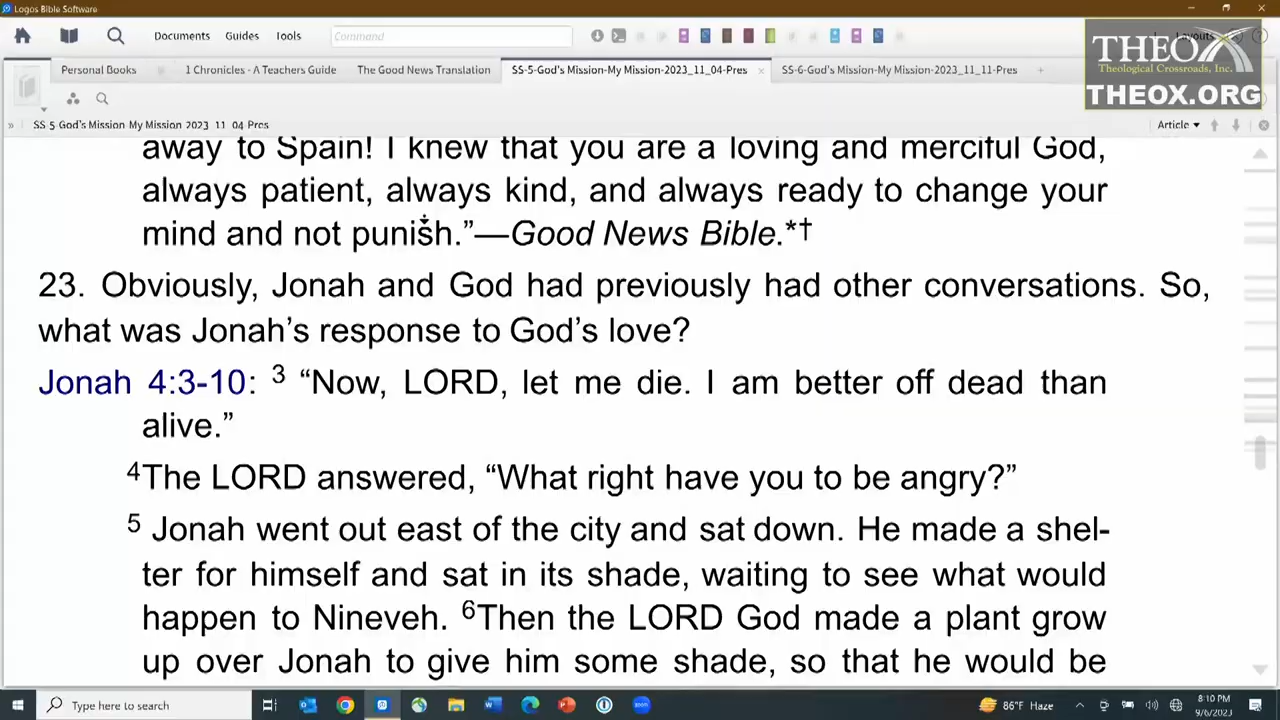 Logos Bible Software
Documents Guides Tools Command Layouts
THEOX
Theological Crossroads, Inc.
THEOX.ORG
Personal Books 1 Chronicles - A Teachers Guide The Good News Version SS-5-God's Mission-My Mission-2023_11_04-Pres SS-6-God's Mission-My Mission-2023_11_11-Pres
SS-5-God's Mission-My Mission-2023_11_04-Pres Article
away to Spain! I knew that you are a loving and merciful God,
always patient, always kind, and always ready to change your
mind and not punish.”—Good News Bible.*†
23. Obviously, Jonah and God had previously had other conversations. So,
what was Jonah’s response to God’s love?
Jonah 4:3-10: 3 “Now, LORD, let me die. I am better off dead than
alive.”
4The LORD answered, “What right have you to be angry?”
5 Jonah went out east of the city and sat down. He made a shel-
ter for himself and sat in its shade, waiting to see what would
happen to Nineveh. 6Then the LORD God made a plant grow
up over Jonah to give him some shade, so that he would be
Type here to search 86°F Haze 8:10 PM
9/6/2023